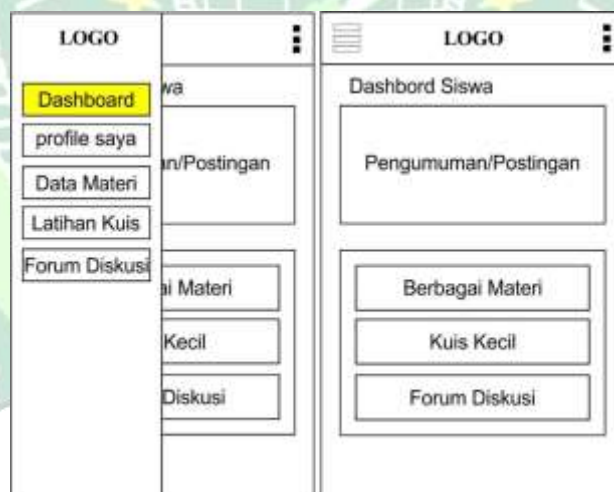 LOGO
Dashboard
profile saya
Data Materi
Latihan Kuis
Forum Diskusi
wa
n/Postingan
ai Materi
Kecil
Diskusi
LOGO
Dashbord Siswa
Pengumuman/Postingan
Berbagai Materi
Kuis Kecil
Forum Diskusi